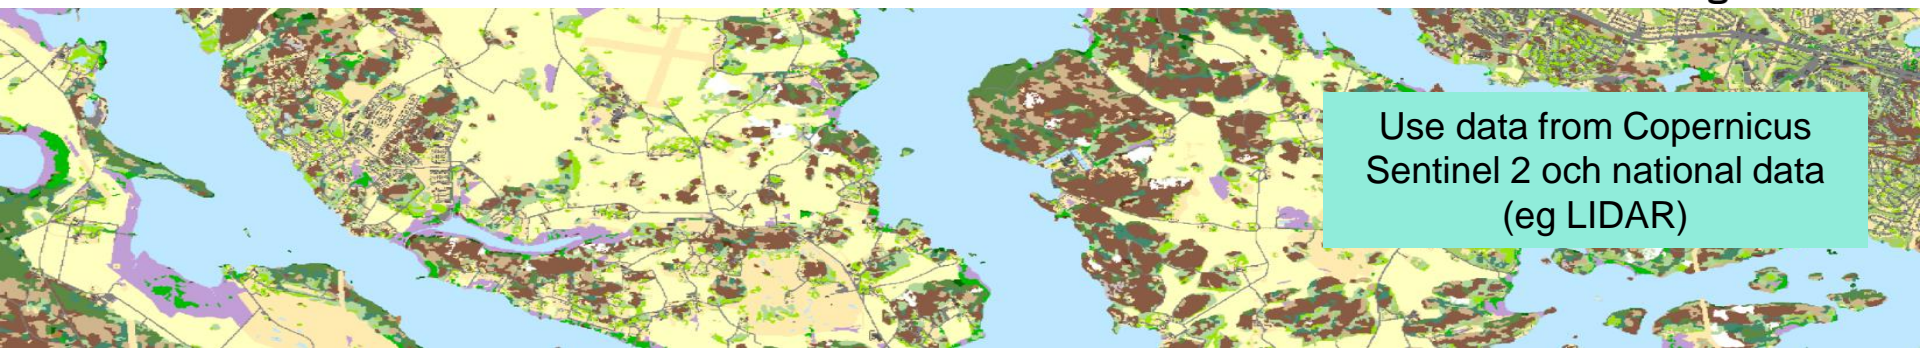 Use data from Copernicus
Sentinel 2 och national data
(eg LIDAR)